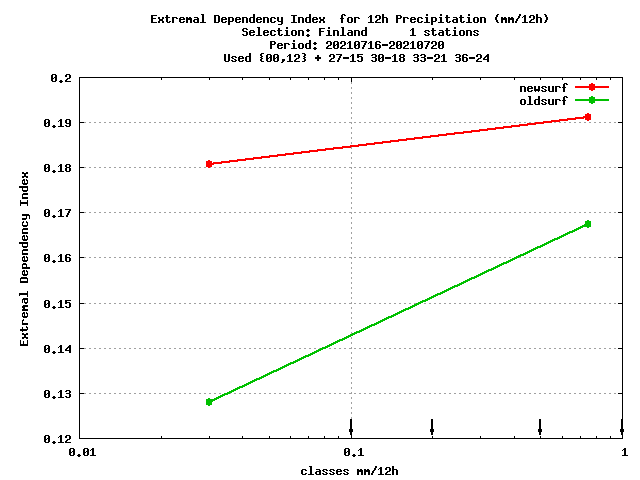 Extremal Dependency Index  for 12h Precipitation (mm/12h)
Selection: Finland      1 stations
Period: 20210716-20210720
Used {00,12} + 27-15 30-18 33-21 36-24
newsurf
oldsurf
0.2
0.19
0.18
0.17
0.16
0.15
0.14
0.13
0.12
Extremal Dependency Index
0.01
0.1
1
classes mm/12h